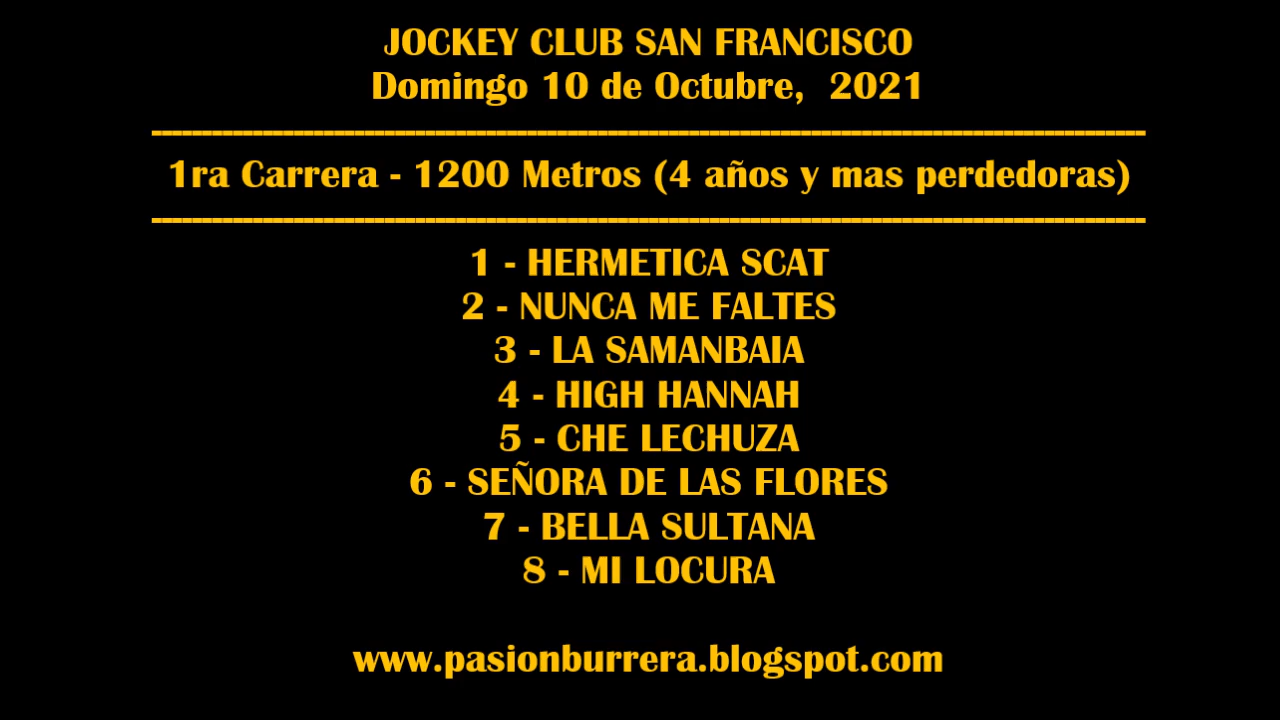 JOCKEY CLUB SAN FRANCISCO
Domingo 10 de Octubre,  2021
1ra Carrera - 1200 Metros (4 años y mas perdedoras)
1 - HERMETICA SCAT
2 - NUNCA ME FALTES
3 - LA SAMANBAIA
4 - HIGH HANNAH
5 - CHE LECHUZA
6 - SEÑORA DE LAS FLORES
7 - BELLA SULTANA
8 - MI LOCURA
www.pasionburrera.blogspot.com